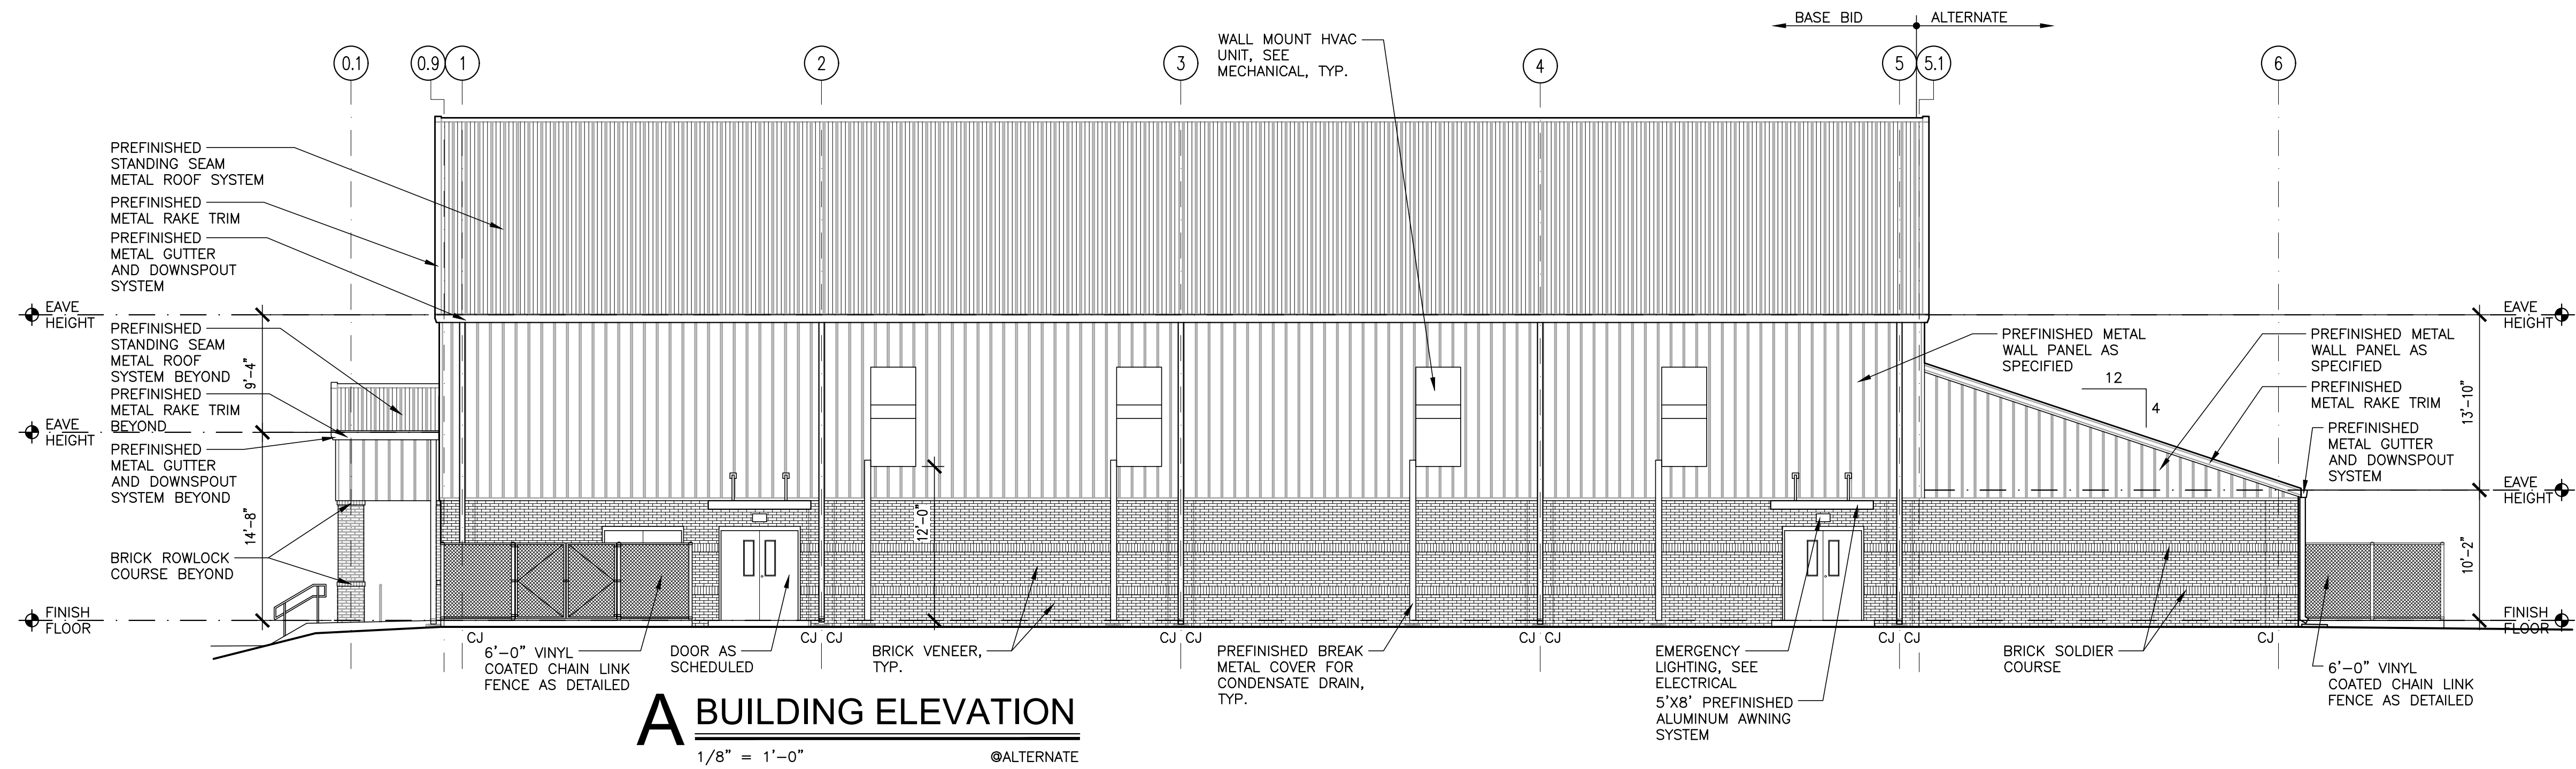 BASE BID
ALTERNATE
0.1
0.9
1
2
3
4
5
5.1
6
WALL MOUNT HVAC
UNIT, SEE
MECHANICAL, TYP.
PREFINISHED
STANDING SEAM
METAL ROOF SYSTEM
PREFINISHED
METAL RAKE TRIM
PREFINISHED
METAL GUTTER
AND DOWNSPOUT
SYSTEM
EAVE
HEIGHT
PREFINISHED
STANDING SEAM
METAL ROOF
SYSTEM BEYOND
9'-4"
PREFINISHED
METAL RAKE TRIM
BEYOND
EAVE
HEIGHT
PREFINISHED
METAL GUTTER
AND DOWNSPOUT
SYSTEM BEYOND
14'-8"
BRICK ROWLOCK
COURSE BEYOND
FINISH
FLOOR
12'-0"
EAVE
HEIGHT
PREFINISHED METAL
WALL PANEL AS
SPECIFIED
PREFINISHED METAL
WALL PANEL AS
SPECIFIED
12
4
PREFINISHED
METAL RAKE TRIM
13'-10"
PREFINISHED
METAL GUTTER
AND DOWNSPOUT
SYSTEM
EAVE
HEIGHT
10'-2"
FINISH
FLOOR
CJ
CJ CJ
CJ CJ
CJ CJ
CJ CJ
CJ
6'-0" VINYL
COATED CHAIN LINK
FENCE AS DETAILED
DOOR AS
SCHEDULED
BRICK VENEER,
TYP.
PREFINISHED BREAK
METAL COVER FOR
CONDENSATE DRAIN,
TYP.
EMERGENCY
LIGHTING, SEE
ELECTRICAL
5'X8' PREFINISHED
ALUMINUM AWNING
SYSTEM
BRICK SOLDIER
COURSE
6'-0" VINYL
COATED CHAIN LINK
FENCE AS DETAILED
A BUILDING ELEVATION
1/8" = 1'-0"
@ALTERNATE